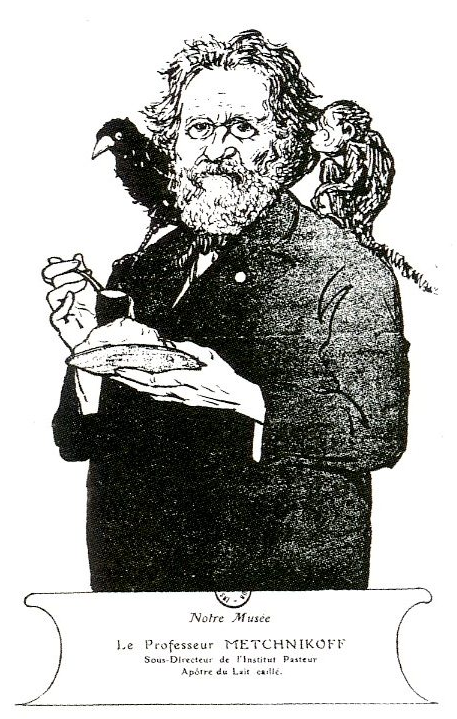 Notre Musée
Le Professeur METCHNIKOFF
Sous-Directeur de l'Institut Pasteur
Apôtre du Lait caillé.